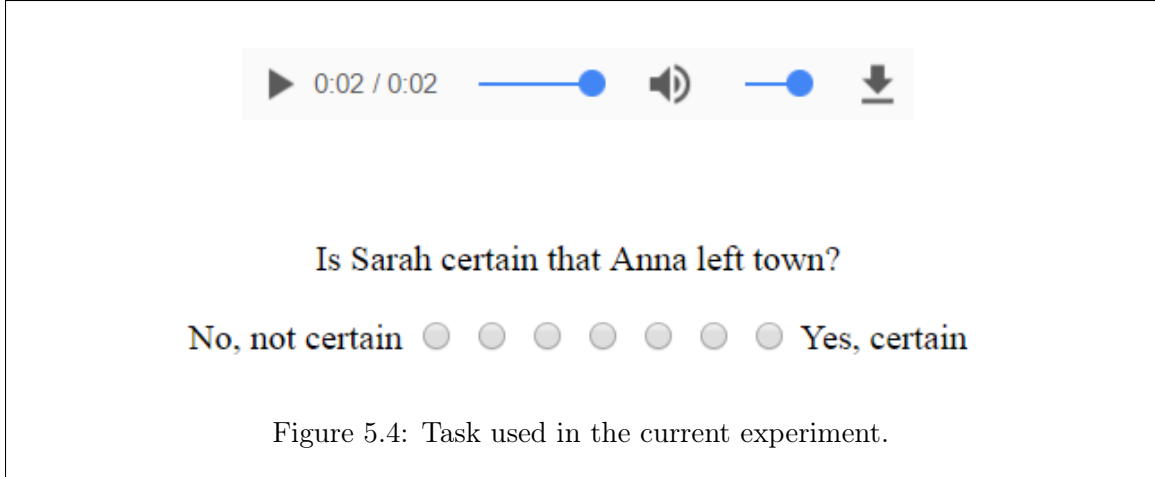 0:02 / 0:02
Is Sarah certain that Anna left town?
No, not certain Yes, certain
Figure 5.4: Task used in the current experiment.